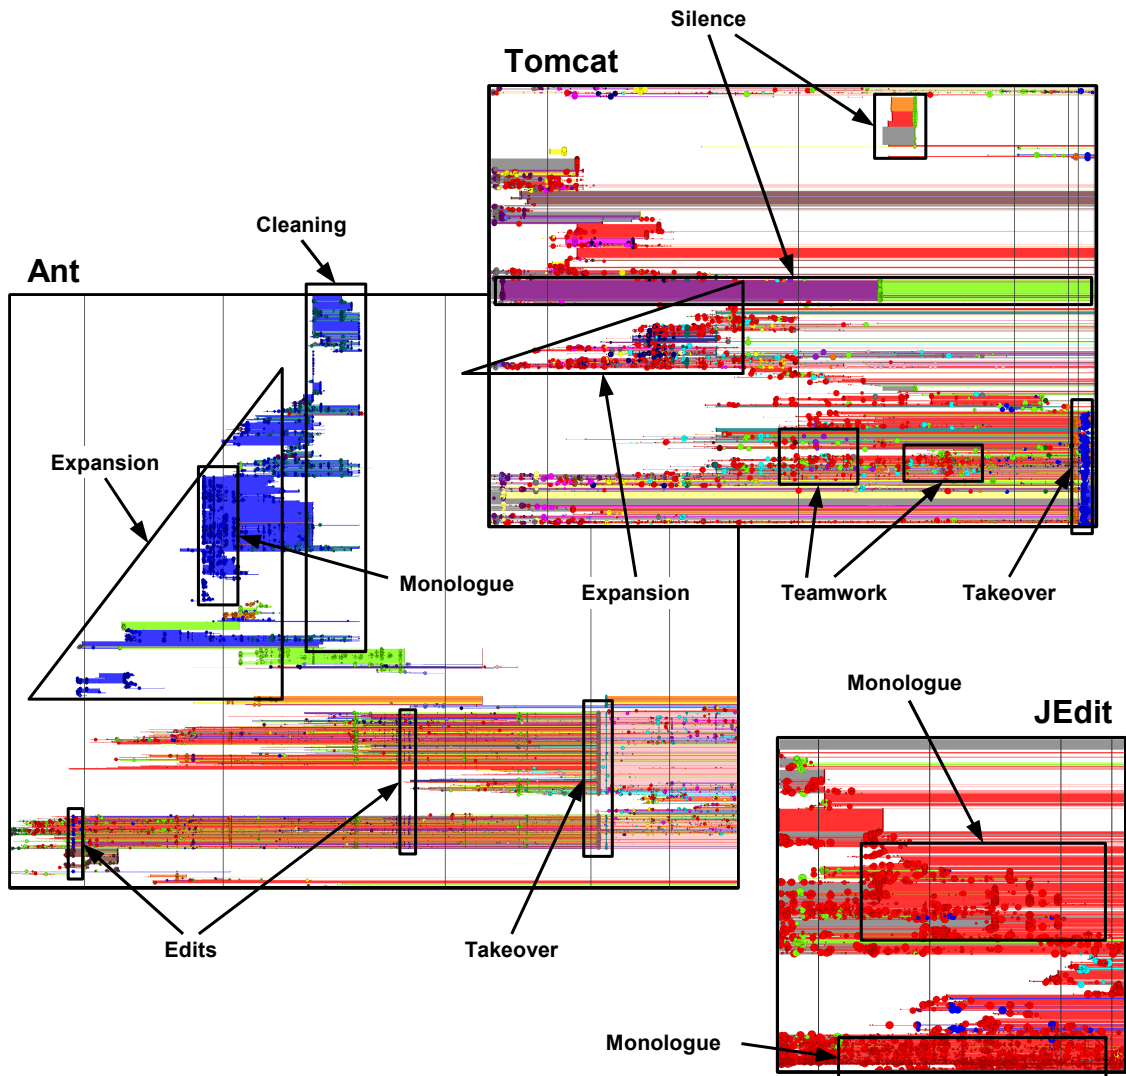 Silence
Tomcat
Cleaning
Ant
Expansion
Monologue
Expansion
Teamwork
Takeover
Monologue
JEdit
Edits
Takeover
Monologue